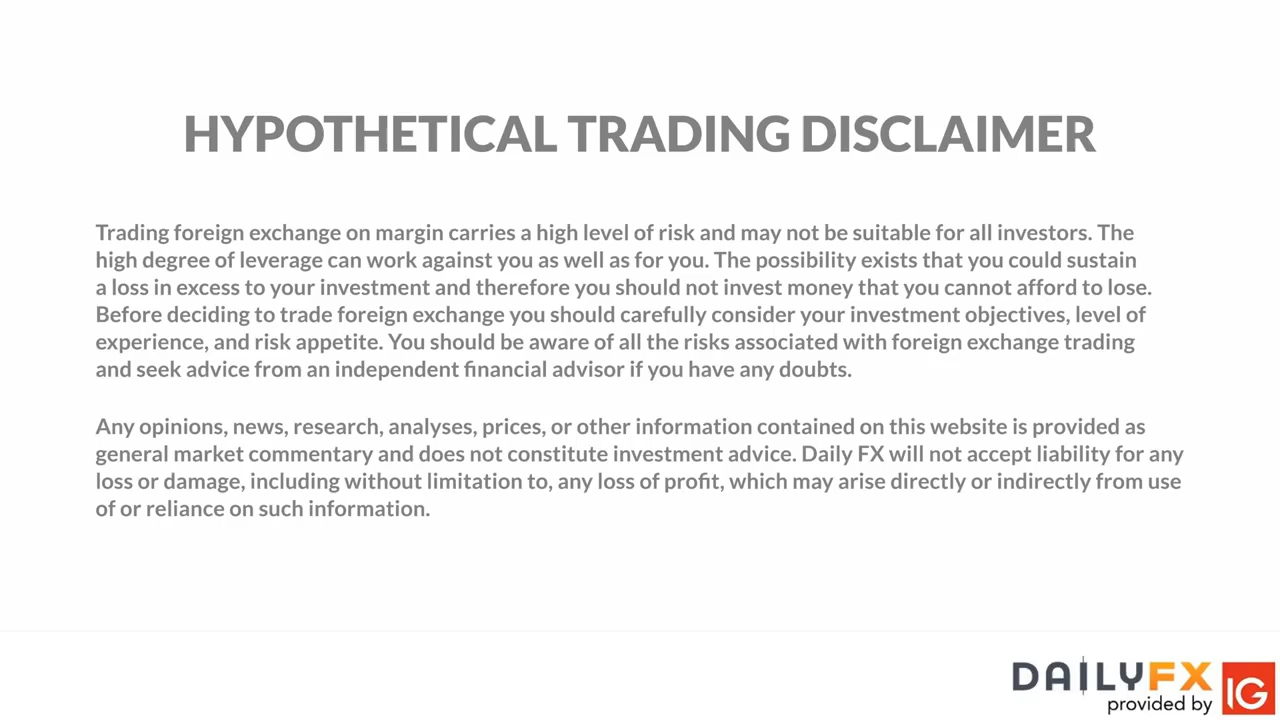 HYPOTHETICAL TRADING DISCLAIMER
Trading foreign exchange on margin carries a high level of risk and may not be suitable for all investors. The
high degree of leverage can work against you as well as for you. The possibility exists that you could sustain
a loss in excess to your investment and therefore you should not invest money that you cannot afford to lose.
Before deciding to trade foreign exchange you should carefully consider your investment objectives, level of
experience, and risk appetite. You should be aware of all the risks associated with foreign exchange trading
and seek advice from an independent financial advisor if you have any doubts.
Any opinions, news, research, analyses, prices, or other information contained on this website is provided as
general market commentary and does not constitute investment advice. Daily FX will not accept liability for any
loss or damage, including without limitation to, any loss of profit, which may arise directly or indirectly from use
of or reliance on such information.
DAILYFX
provided by IG